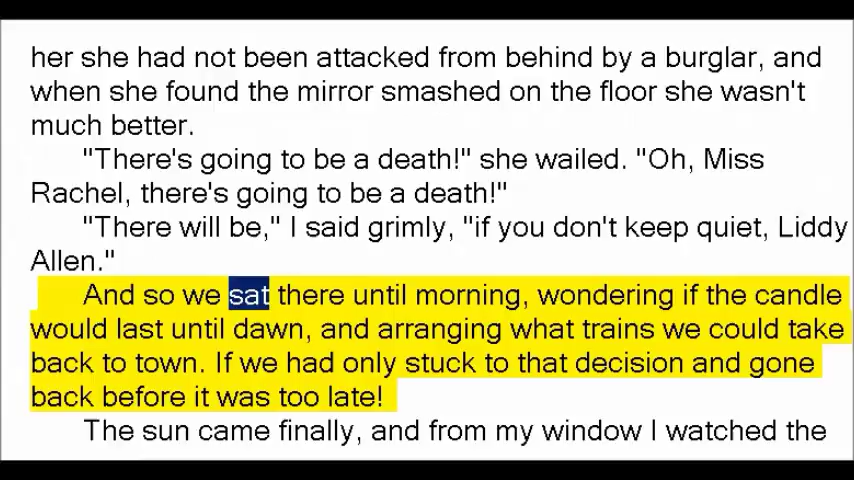 her she had not been attacked from behind by a burglar, and
when she found the mirror smashed on the floor she wasn't
much better.
"There's going to be a death!" she wailed. "Oh, Miss
Rachel, there's going to be a death!"
"There will be," I said grimly, "if you don't keep quiet, Liddy
Allen."
And so we sat there until morning, wondering if the candle
would last until dawn, and arranging what trains we could take
back to town. If we had only stuck to that decision and gone
back before it was too late!
The sun came finally, and from my window I watched the